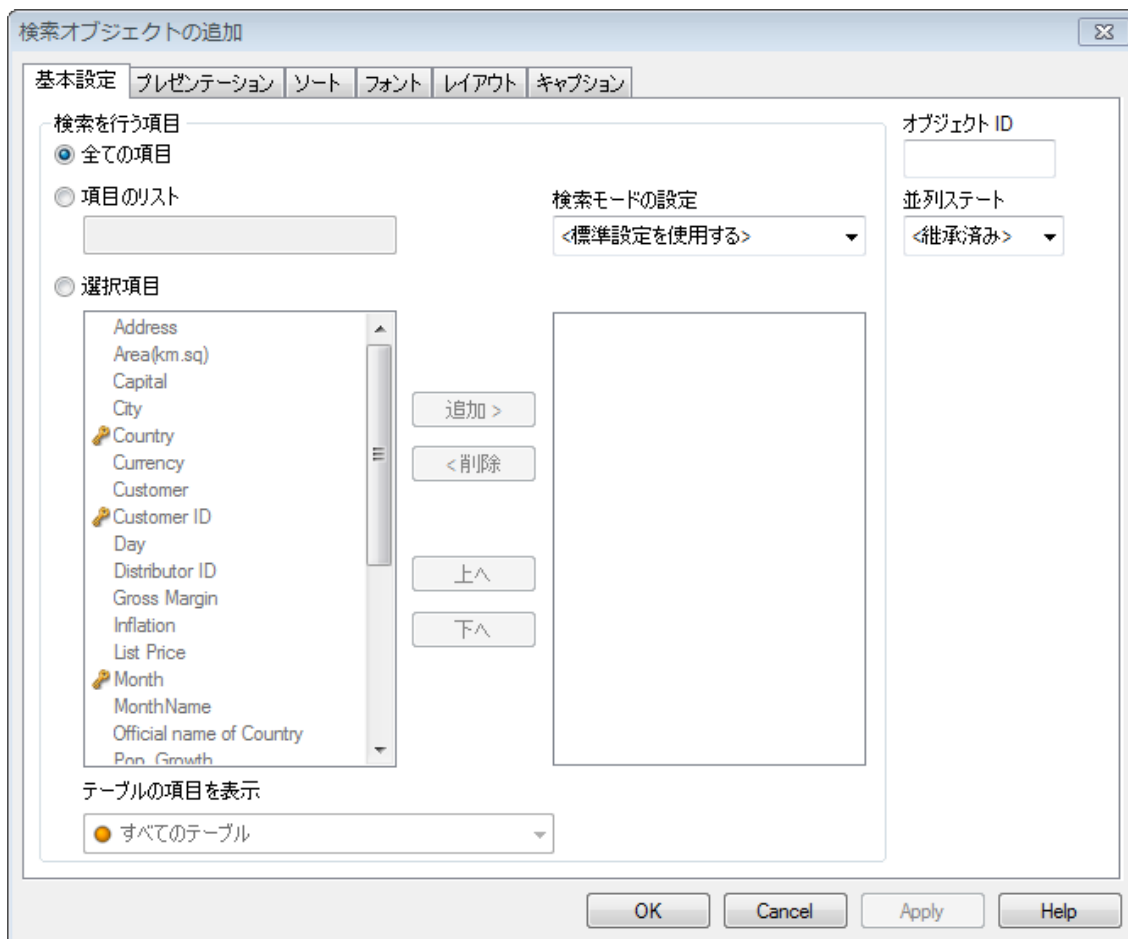 検索オブジェクトの追加
基本設定 プレゼンテーション ソート フォント レイアウト キャプション
検索を行う項目
全ての項目
項目のリスト
検索モードの設定
<標準設定を使用する>
オブジェクト ID
並列ステート
<継承済み>
選択項目
Address
Area(km.sq)
Capital
City
Country
Currency
Customer
Customer ID
Day
Distributor ID
Gross Margin
Inflation
List Price
Month
MonthName
Official name of Country
Pop. Growth
追加 >
< 削除
上へ
下へ
テーブルの項目を表示
すべてのテーブル
OK Cancel Apply Help